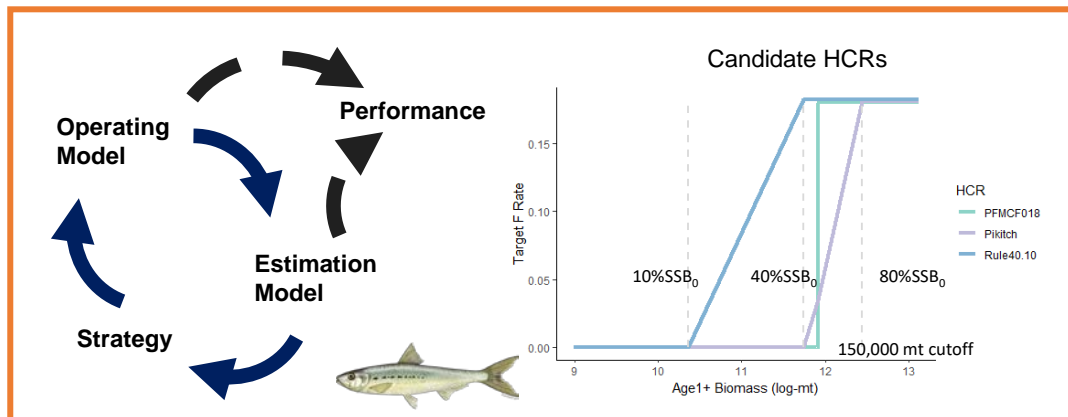 Operating
Model
Performance
Estimation
Model
Strategy
Candidate HCRs
Target F Rate
0.15
0.10
0.05
0.00
10%SSB₀
40%SSB₀
80%SSB₀
150,000 mt cutoff
9
10
11
12
13
Age1+ Biomass (log-mt)
HCR
PFMCF018
Pikitch
Rule40.10